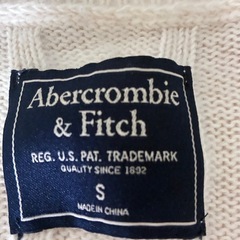 Abercrombie
& Fitch
REG. U.S. PAT. TRADEMARK
QUALITY SINCE 1892
S
MADE IN CHINA